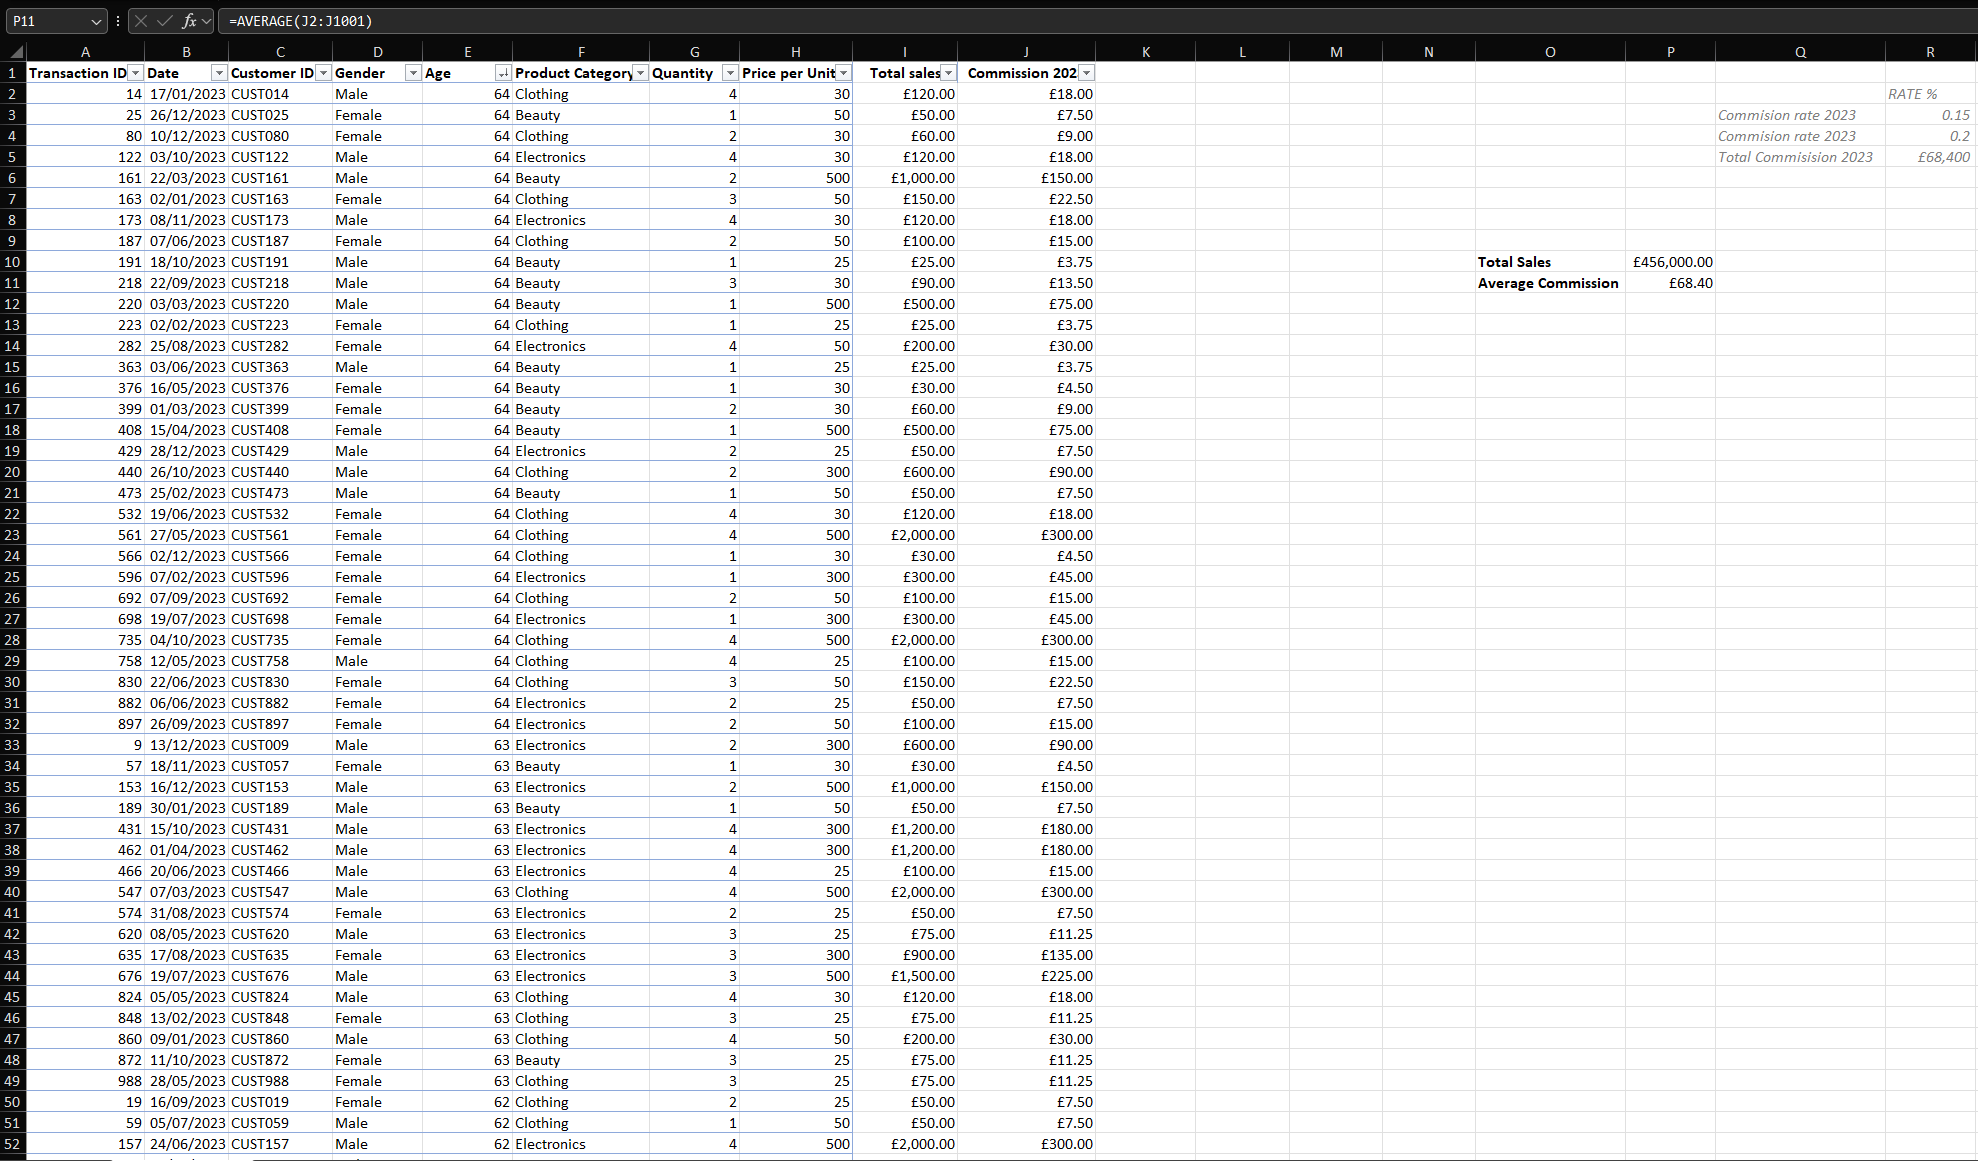 P11 fx =AVERAGE(J2:J1001)
A B C D E F G H I J K L M N O P Q R
1 Transaction ID Date Customer ID Gender Age Product Category Quantity Price per Unit Total sales Commission 202
2 14 17/01/2023 CUST014 Male 64 Clothing 4 30 £120.00 £18.00 RATE %
3 25 26/12/2023 CUST025 Female 64 Beauty 1 50 £50.00 £7.50 Commision rate 2023 0.15
4 80 10/12/2023 CUST080 Female 64 Clothing 2 30 £60.00 £9.00 Commision rate 2023 0.2
5 122 03/10/2023 CUST122 Male 64 Electronics 4 30 £120.00 £18.00 Total Commisision 2023 £68,400
6 161 22/03/2023 CUST161 Male 64 Beauty 2 500 £1,000.00 £150.00
7 163 02/01/2023 CUST163 Female 64 Clothing 3 50 £150.00 £22.50
8 173 08/11/2023 CUST173 Male 64 Electronics 4 30 £120.00 £18.00
9 187 07/06/2023 CUST187 Female 64 Clothing 2 50 £100.00 £15.00
10 191 18/10/2023 CUST191 Male 64 Beauty 1 25 £25.00 £3.75 Total Sales £456,000.00
11 218 22/09/2023 CUST218 Male 64 Beauty 3 30 £90.00 £13.50 Average Commission £68.40
12 220 03/03/2023 CUST220 Male 64 Beauty 1 500 £500.00 £75.00
13 223 02/02/2023 CUST223 Female 64 Clothing 1 25 £25.00 £3.75
14 282 25/08/2023 CUST282 Female 64 Electronics 4 50 £200.00 £30.00
15 363 03/06/2023 CUST363 Male 64 Beauty 1 25 £25.00 £3.75
16 376 16/05/2023 CUST376 Female 64 Beauty 1 30 £30.00 £4.50
17 399 01/03/2023 CUST399 Female 64 Beauty 2 30 £60.00 £9.00
18 408 15/04/2023 CUST408 Female 64 Beauty 1 500 £500.00 £75.00
19 429 28/12/2023 CUST429 Male 64 Electronics 2 25 £50.00 £7.50
20 440 26/10/2023 CUST440 Male 64 Clothing 2 300 £600.00 £90.00
21 473 25/02/2023 CUST473 Male 64 Beauty 1 50 £50.00 £7.50
22 532 19/06/2023 CUST532 Female 64 Clothing 4 30 £120.00 £18.00
23 561 27/05/2023 CUST561 Female 64 Clothing 4 500 £2,000.00 £300.00
24 566 02/12/2023 CUST566 Female 64 Clothing 1 30 £30.00 £4.50
25 596 07/02/2023 CUST596 Female 64 Electronics 1 300 £300.00 £45.00
26 692 07/09/2023 CUST692 Female 64 Clothing 2 50 £100.00 £15.00
27 698 19/07/2023 CUST698 Female 64 Electronics 1 300 £300.00 £45.00
28 735 04/10/2023 CUST735 Female 64 Clothing 4 500 £2,000.00 £300.00
29 758 12/05/2023 CUST758 Male 64 Clothing 4 25 £100.00 £15.00
30 830 22/06/2023 CUST830 Female 64 Clothing 3 50 £150.00 £22.50
31 882 06/06/2023 CUST882 Female 64 Electronics 2 25 £50.00 £7.50
32 897 26/09/2023 CUST897 Female 64 Electronics 2 50 £100.00 £15.00
33 9 13/12/2023 CUST009 Male 63 Electronics 2 300 £600.00 £90.00
34 57 18/11/2023 CUST057 Female 63 Beauty 1 30 £30.00 £4.50
35 153 16/12/2023 CUST153 Male 63 Electronics 2 500 £1,000.00 £150.00
36 189 30/01/2023 CUST189 Male 63 Beauty 1 50 £50.00 £7.50
37 431 15/10/2023 CUST431 Male 63 Electronics 4 300 £1,200.00 £180.00
38 462 01/04/2023 CUST462 Male 63 Electronics 4 300 £1,200.00 £180.00
39 466 20/06/2023 CUST466 Male 63 Electronics 4 25 £100.00 £15.00
40 547 07/03/2023 CUST547 Male 63 Clothing 4 500 £2,000.00 £300.00
41 574 31/08/2023 CUST574 Female 63 Electronics 2 25 £50.00 £7.50
42 620 08/05/2023 CUST620 Male 63 Electronics 3 25 £75.00 £11.25
43 635 17/08/2023 CUST635 Female 63 Electronics 3 300 £900.00 £135.00
44 676 19/07/2023 CUST676 Male 63 Electronics 3 500 £1,500.00 £225.00
45 824 05/05/2023 CUST824 Male 63 Clothing 4 30 £120.00 £18.00
46 848 13/02/2023 CUST848 Female 63 Clothing 3 25 £75.00 £11.25
47 860 09/01/2023 CUST860 Male 63 Clothing 4 50 £200.00 £30.00
48 872 11/10/2023 CUST872 Female 63 Beauty 3 25 £75.00 £11.25
49 988 28/05/2023 CUST988 Female 63 Clothing 3 25 £75.00 £11.25
50 19 16/09/2023 CUST019 Female 62 Clothing 2 25 £50.00 £7.50
51 59 05/07/2023 CUST059 Male 62 Clothing 1 50 £50.00 £7.50
52 157 24/06/2023 CUST157 Male 62 Electronics 4 500 £2,000.00 £300.00